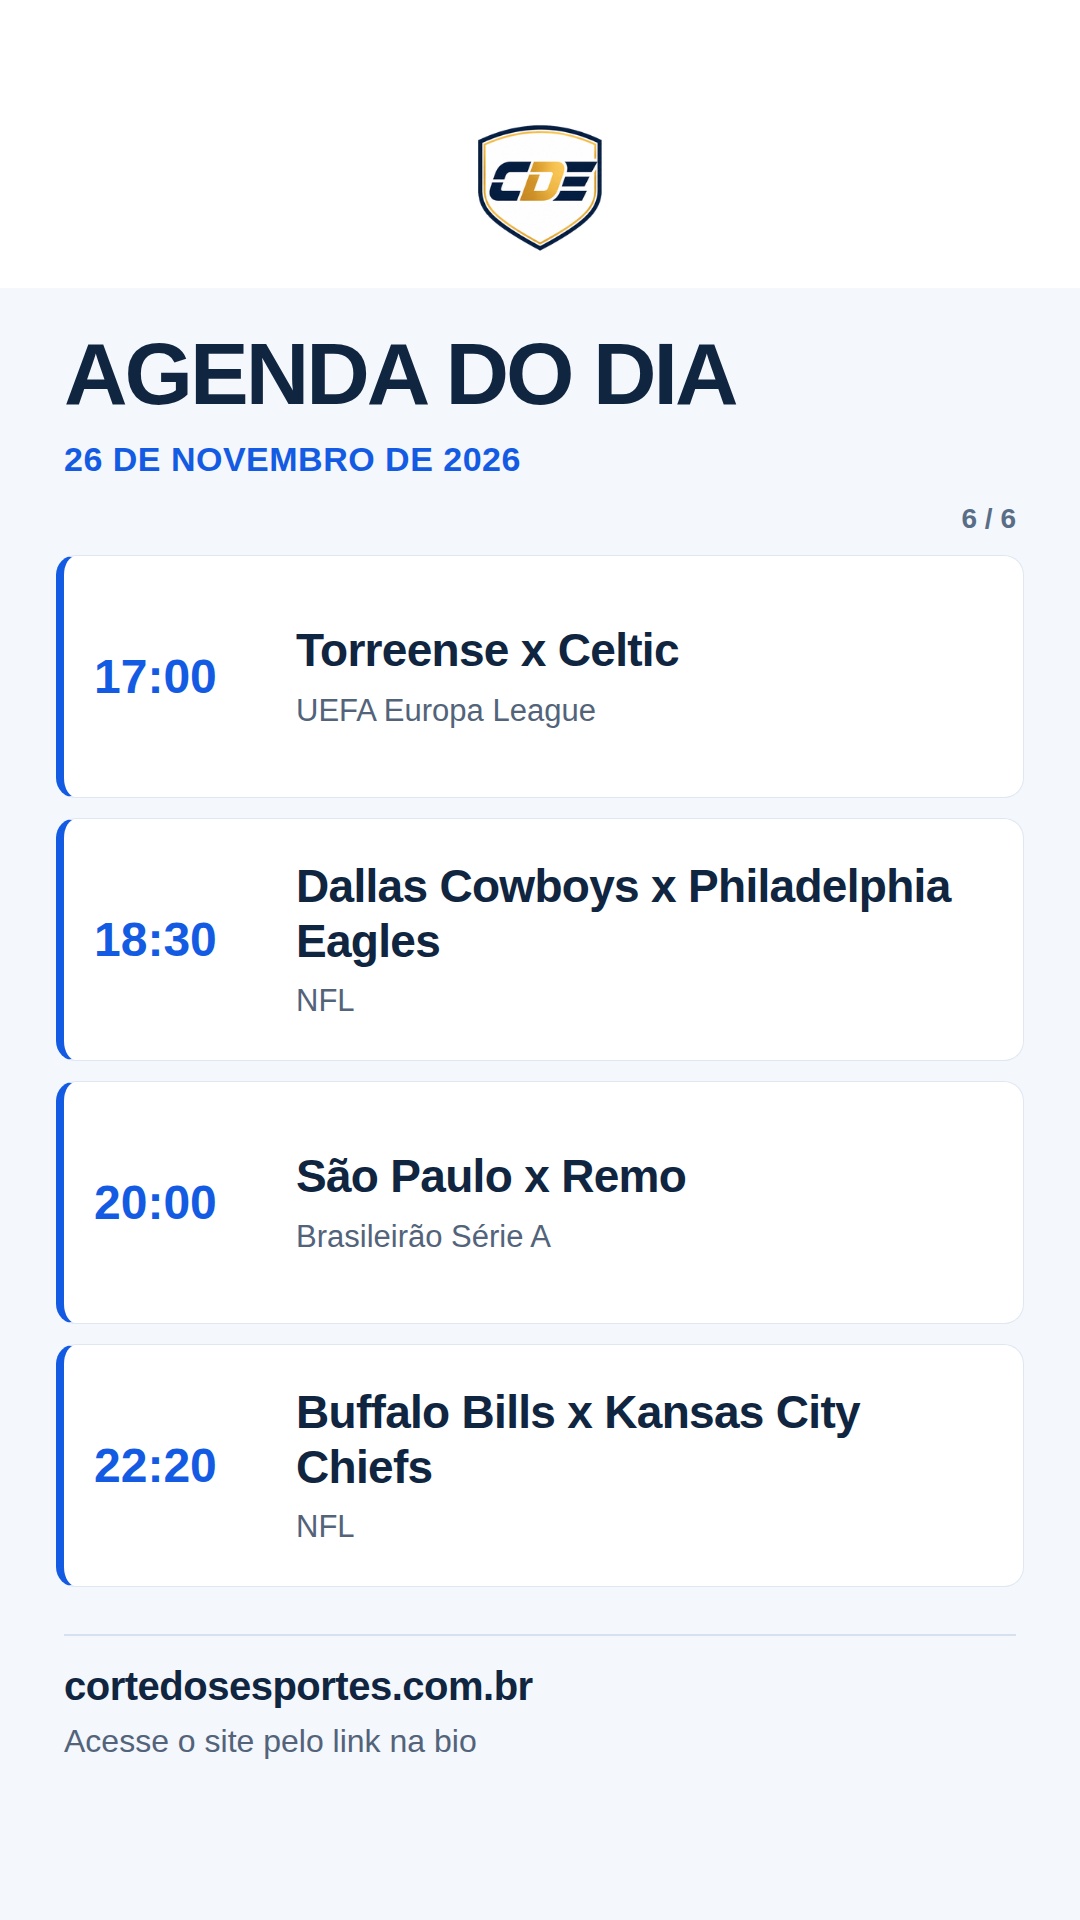 CDE
AGENDA DO DIA
26 DE NOVEMBRO DE 2026
6 / 6
17:00
Torreense x Celtic
UEFA Europa League
18:30
Dallas Cowboys x Philadelphia
Eagles
NFL
20:00
São Paulo x Remo
Brasileirão Série A
22:20
Buffalo Bills x Kansas City
Chiefs
NFL
cortedosesportes.com.br
Acesse o site pelo link na bio